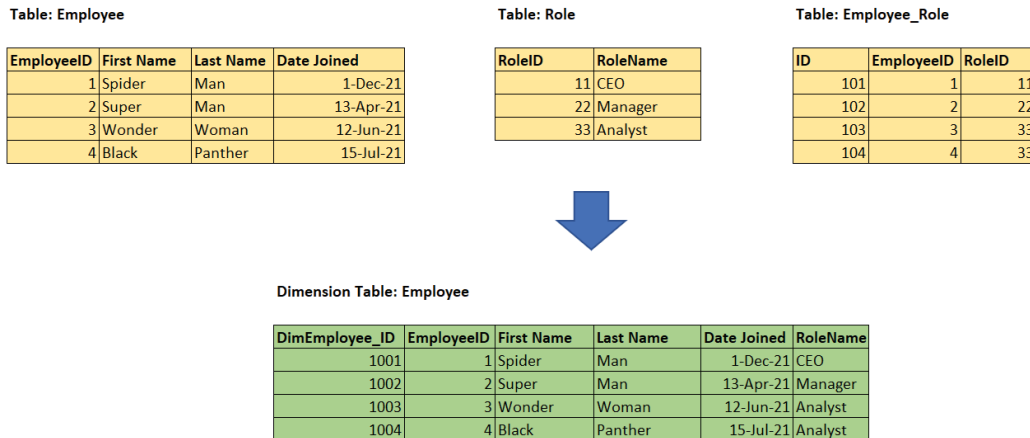 Table: Employee Table: Role Table: Employee_Role
EmployeeID First Name Last Name Date Joined RoleID RoleName ID EmployeeID RoleID
1 Spider Man 1-Dec-21 11 CEO 101 1 11
2 Super Man 13-Apr-21 22 Manager 102 2 22
3 Wonder Woman 12-Jun-21 33 Analyst 103 3 33
4 Black Panther 15-Jul-21 104 4 33
Dimension Table: Employee
DimEmployee_ID EmployeeID First Name Last Name Date Joined RoleName
1001 1 Spider Man 1-Dec-21 CEO
1002 2 Super Man 13-Apr-21 Manager
1003 3 Wonder Woman 12-Jun-21 Analyst
1004 4 Black Panther 15-Jul-21 Analyst